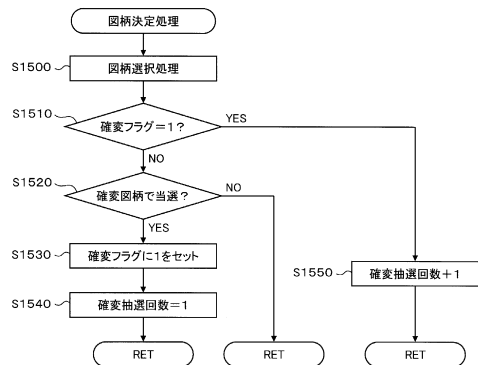 図柄決定処理
S1500
図柄選択処理
S1510
確変フラグ=1?
YES
NO
S1520
確変図柄で当選?
NO
YES
S1530
確変フラグに1をセット
S1550
確変抽選回数+1
S1540
確変抽選回数=1
RET
RET
RET